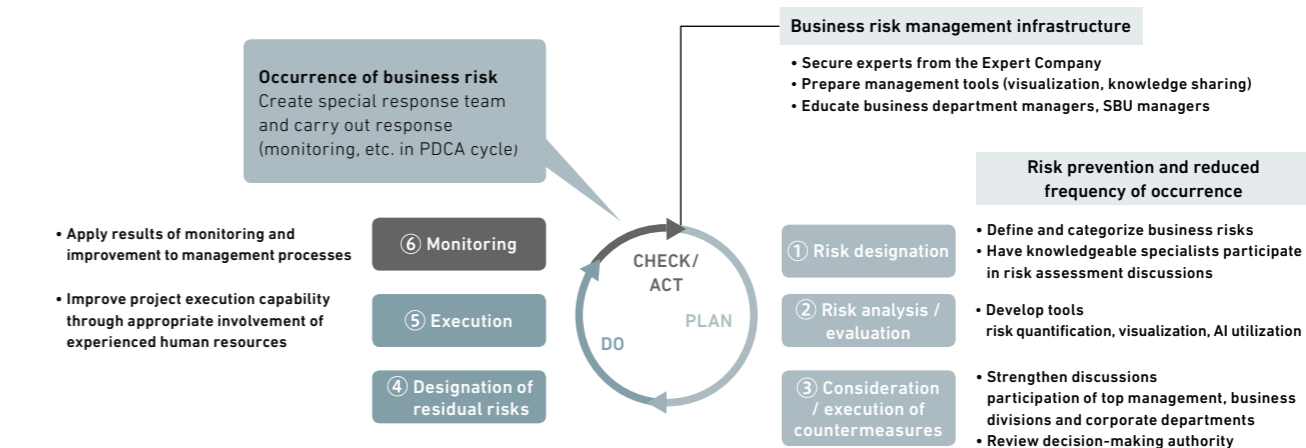 Business risk management infrastructure
• Secure experts from the Expert Company
• Prepare management tools (visualization, knowledge sharing)
• Educate business department managers, SBU managers
Occurrence of business risk
Create special response team
and carry out response
(monitoring, etc. in PDCA cycle)
Risk prevention and reduced
frequency of occurrence
• Apply results of monitoring and
improvement to management processes
⑥ Monitoring
• Improve project execution capability
through appropriate involvement of
experienced human resources
⑤ Execution
④ Designation of
residual risks
CHECK/
ACT
PLAN
DO
① Risk designation
• Define and categorize business risks
• Have knowledgeable specialists participate
in risk assessment discussions
② Risk analysis /
evaluation
• Develop tools
risk quantification, visualization, AI utilization
③ Consideration
/ execution of
countermeasures
• Strengthen discussions
participation of top management, business
divisions and corporate departments
• Review decision-making authority